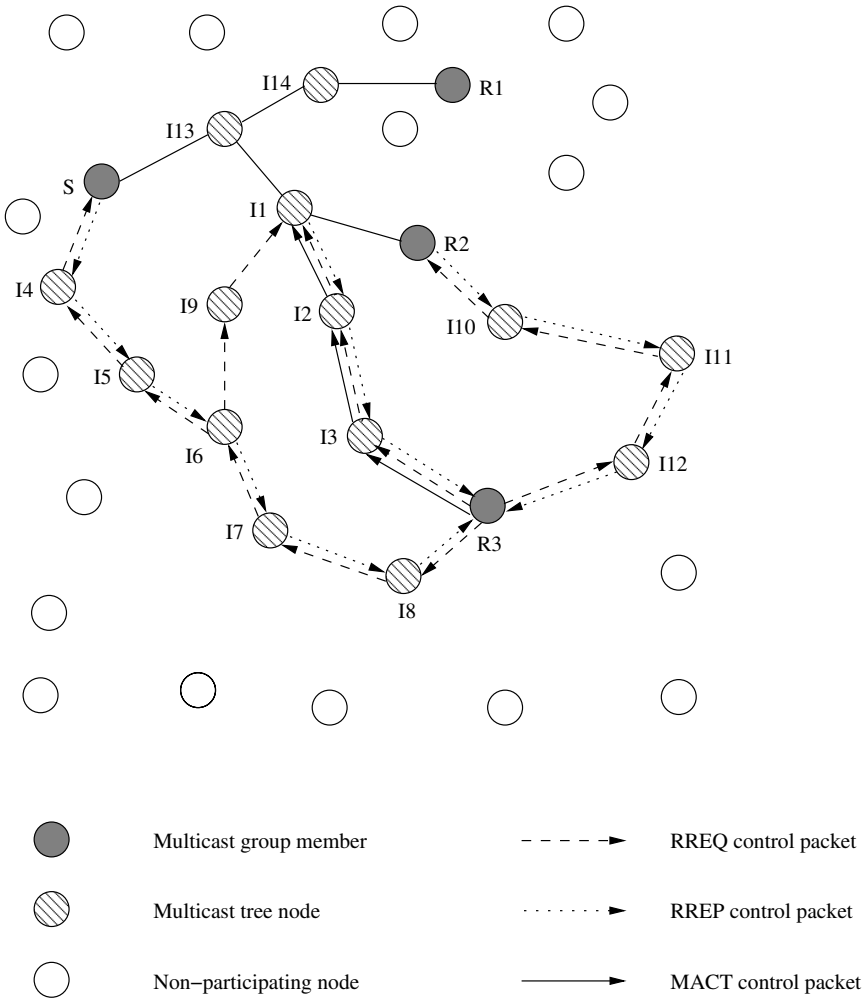 I14
R1
I13
S
I1
R2
I4
I9
I2
I10
I11
I5
I3
I6
I12
I7
R3
I8
Multicast group member
RREQ control packet
Multicast tree node
RREP control packet
Non−participating node
MACT control packet